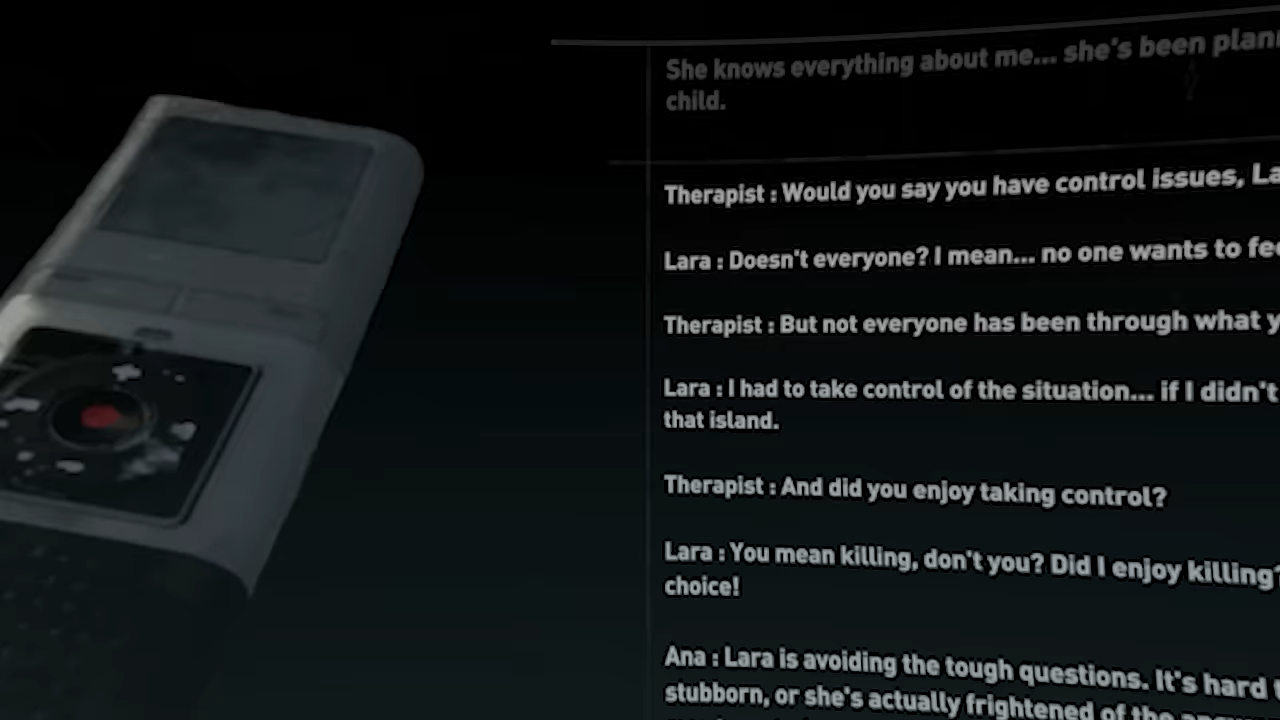 She knows everything about me... she's been
child.
Therapist : Would you say you have control issues,
Lara : Doesn't everyone? I mean... no one wants to
Therapist : But not everyone has been through what
Lara : I had to take control of the situation... if I didn't
that island.
Therapist : And did you enjoy taking control?
Lara : You mean killing, don't you? Did I enjoy killing?
choice!
Ana : Lara is avoiding the tough questions. It's hard
stubborn, or she's actually frightened of the